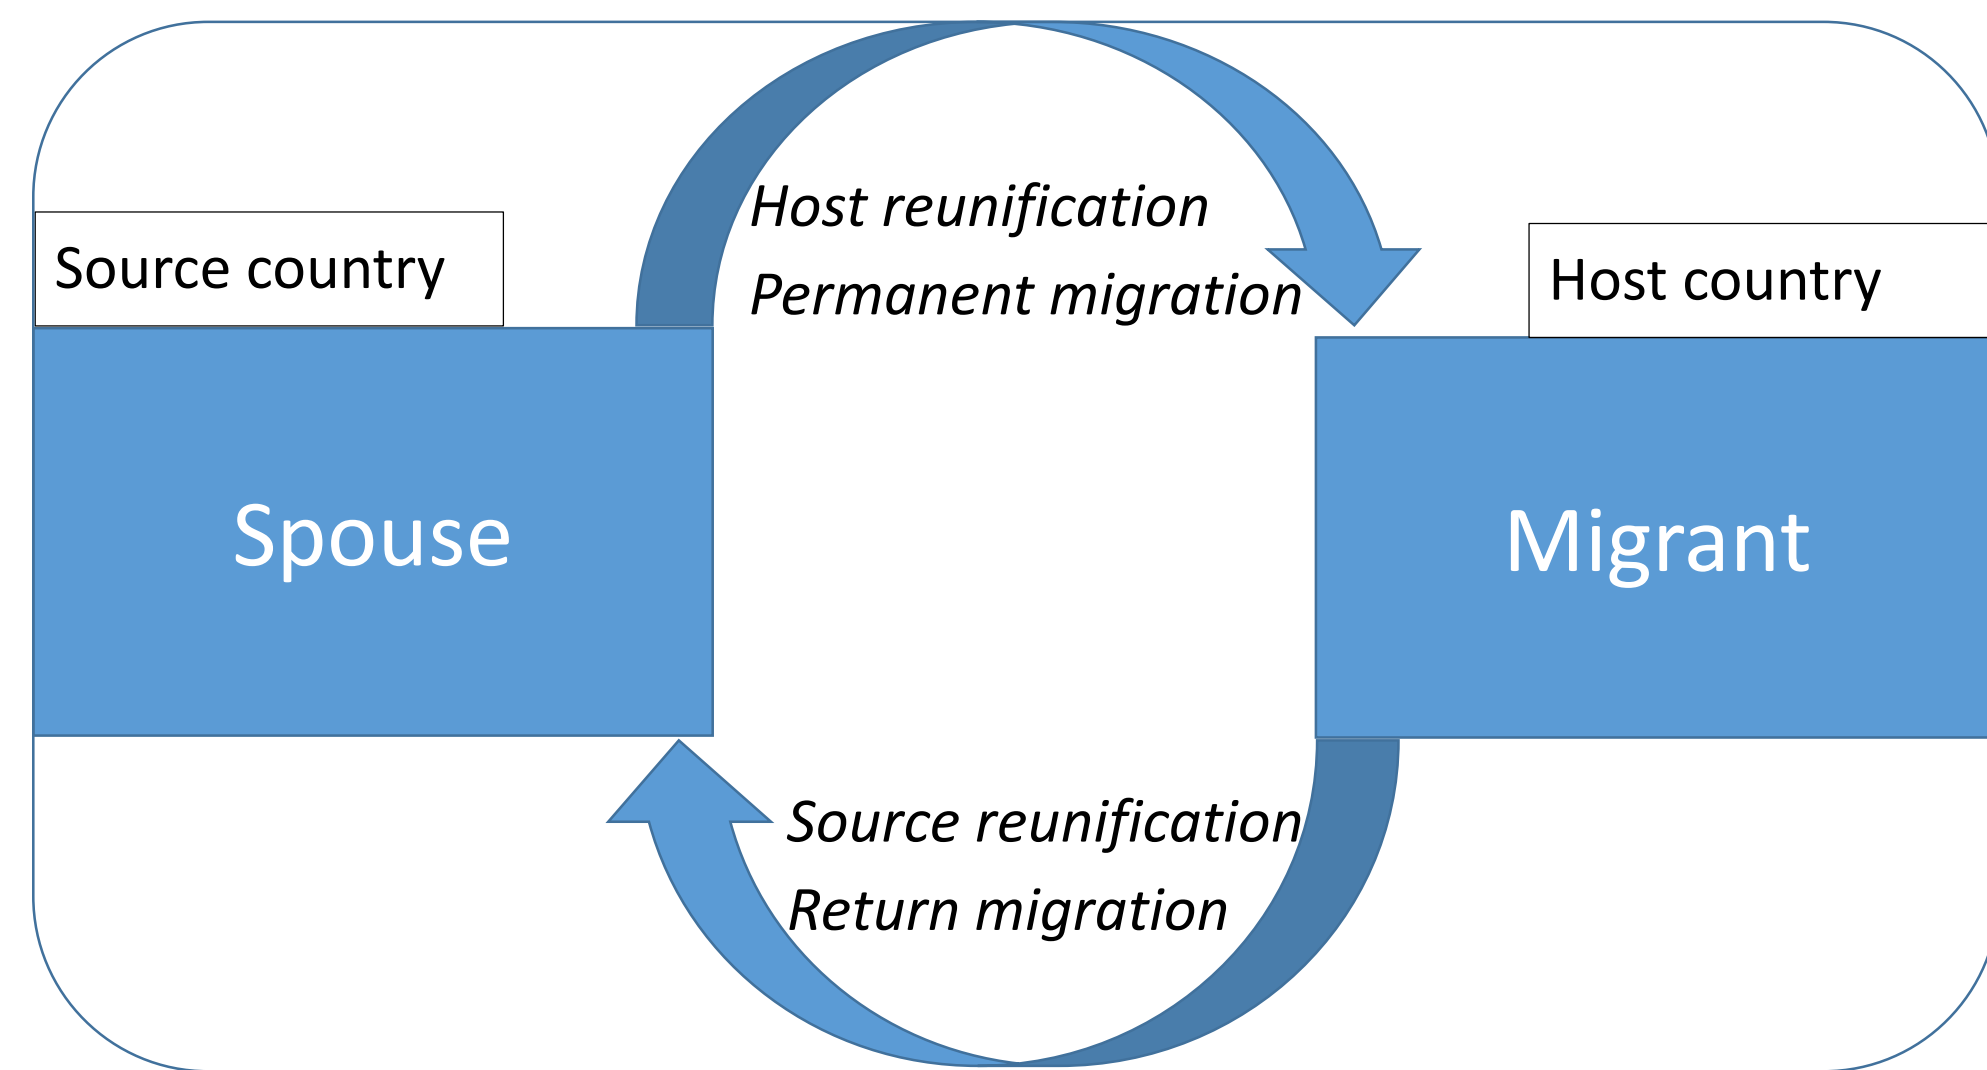 Host reunification
Permanent migration
Source country
Host country
Spouse
Migrant
Source reunification
Return migration